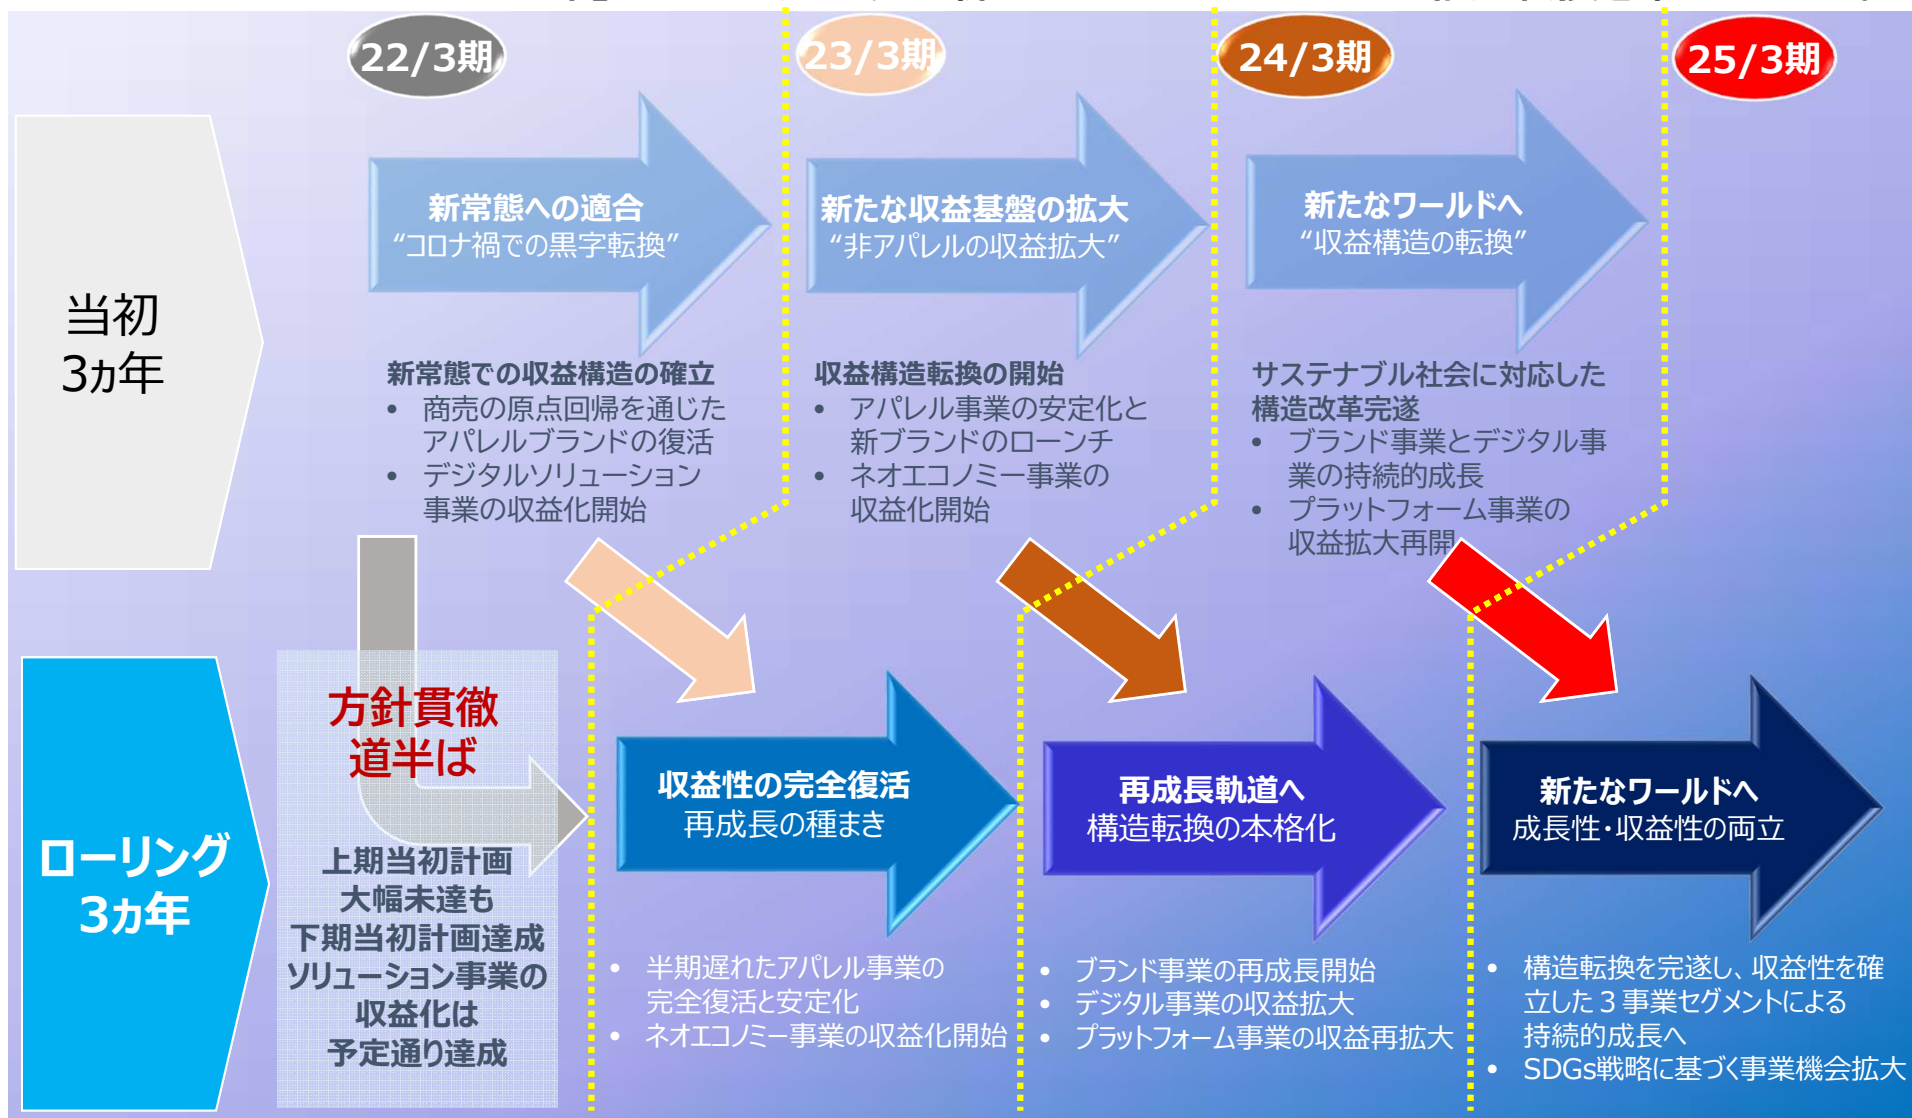 22/3期
23/3期
24/3期
25/3期
当初
3ヵ年
新常態への適合
“コロナ禍での黒字転換”
新たな収益基盤の拡大
“非アパレルの収益拡大”
新たなワールドへ
“収益構造の転換”
新常態での収益構造の確立
• 商売の原点回帰を通じた
アパレルブランドの復活
• デジタルソリューション
事業の収益化開始
収益構造転換の開始
• アパレル事業の安定化と
新ブランドのローンチ
• ネオエコノミー事業の
収益化開始
サステナブル社会に対応した
構造改革完遂
• ブランド事業とデジタル事
業の持続的成長
• プラットフォーム事業の
収益拡大再開
ローリング
3ヵ年
方針貫徹
道半ば
上期当初計画
大幅未達も
下期当初計画達成
ソリューション事業の
収益化は
予定通り達成
収益性の完全復活
再成長の種まき
再成長軌道へ
構造転換の本格化
新たなワールドへ
成長性・収益性の両立
• 半期遅れたアパレル事業の
完全復活と安定化
• ネオエコノミー事業の収益化開始
• ブランド事業の再成長開始
• デジタル事業の収益拡大
• プラットフォーム事業の収益再拡大
• 構造転換を完遂し、収益性を確
立した3事業セグメントによる
持続的成長へ
• SDGs戦略に基づく事業機会拡大